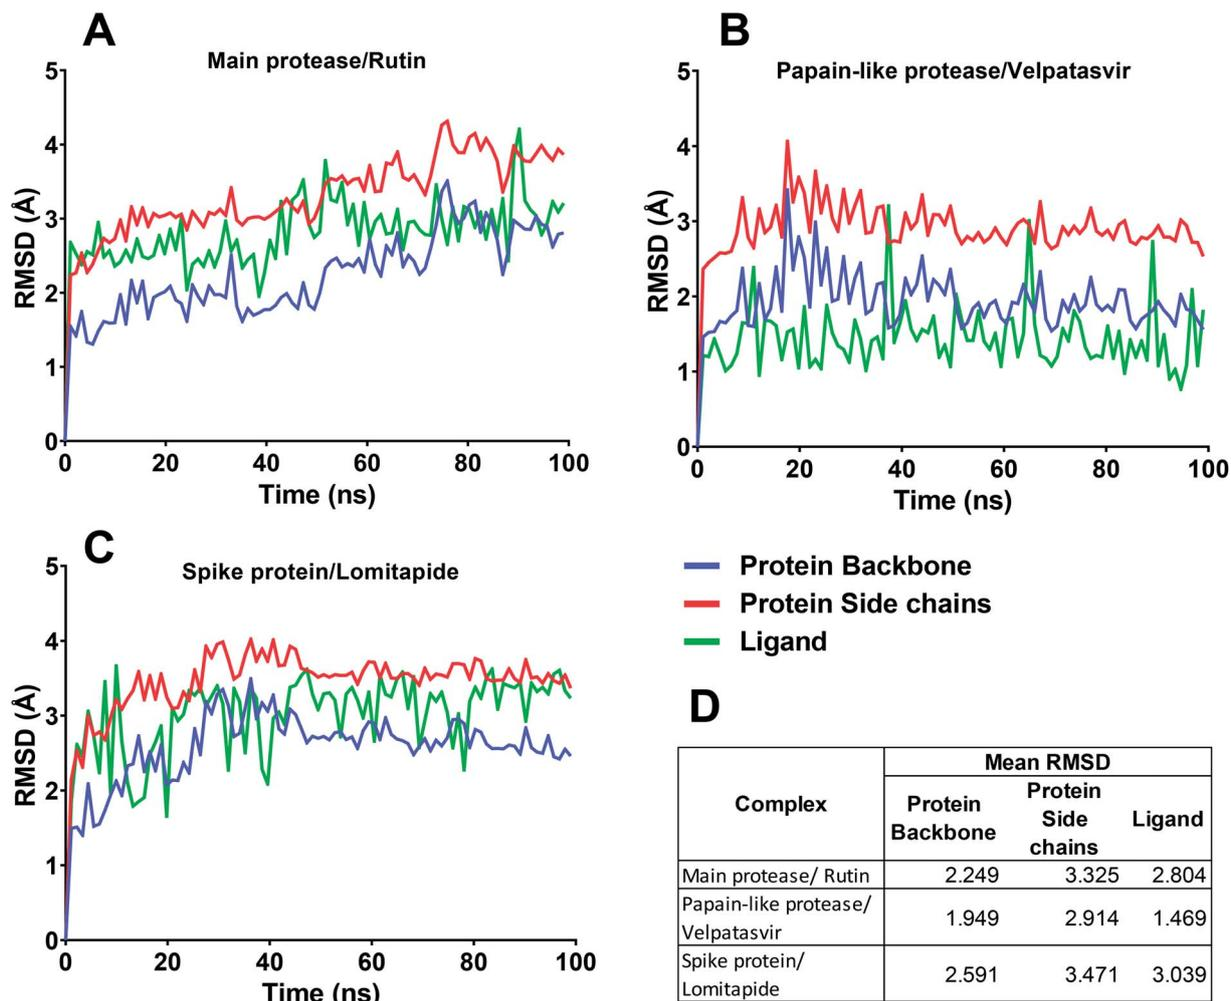 A
Main protease/Rutin
RMSD (Å)
5
4
3
2
1
0
0 20 40 60 80 100
Time (ns)
B
Papain-like protease/Velpatasvir
RMSD (Å)
5
4
3
2
1
0
0 20 40 60 80 100
Time (ns)
C
Spike protein/Lomitapide
RMSD (Å)
5
4
3
2
1
0
0 20 40 60 80 100
Time (ns)
Protein Backbone
Protein Side chains
Ligand
D
Complex
Mean RMSD
Protein
Backbone
Protein
Side
chains
Ligand
Main protease/ Rutin 2.249 3.325 2.804
Papain-like protease/
Velpatasvir
1.949 2.914 1.469
Spike protein/
Lomitapide
2.591 3.471 3.039